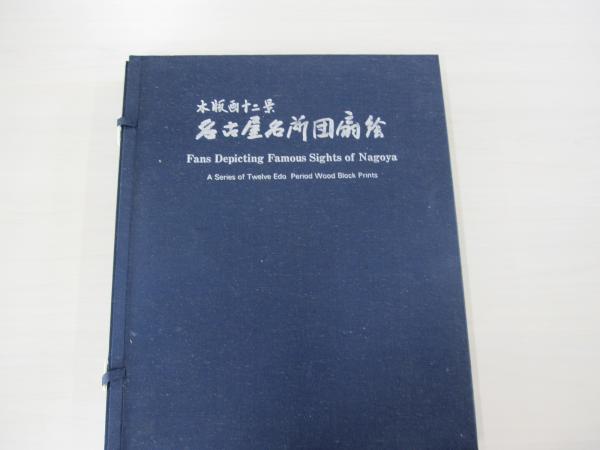 木版画十二景
名古屋名所団扇絵
Fans Depicting Famous Sights of Nagoya
A Series of Twelve Edo Period Wood Block Prints